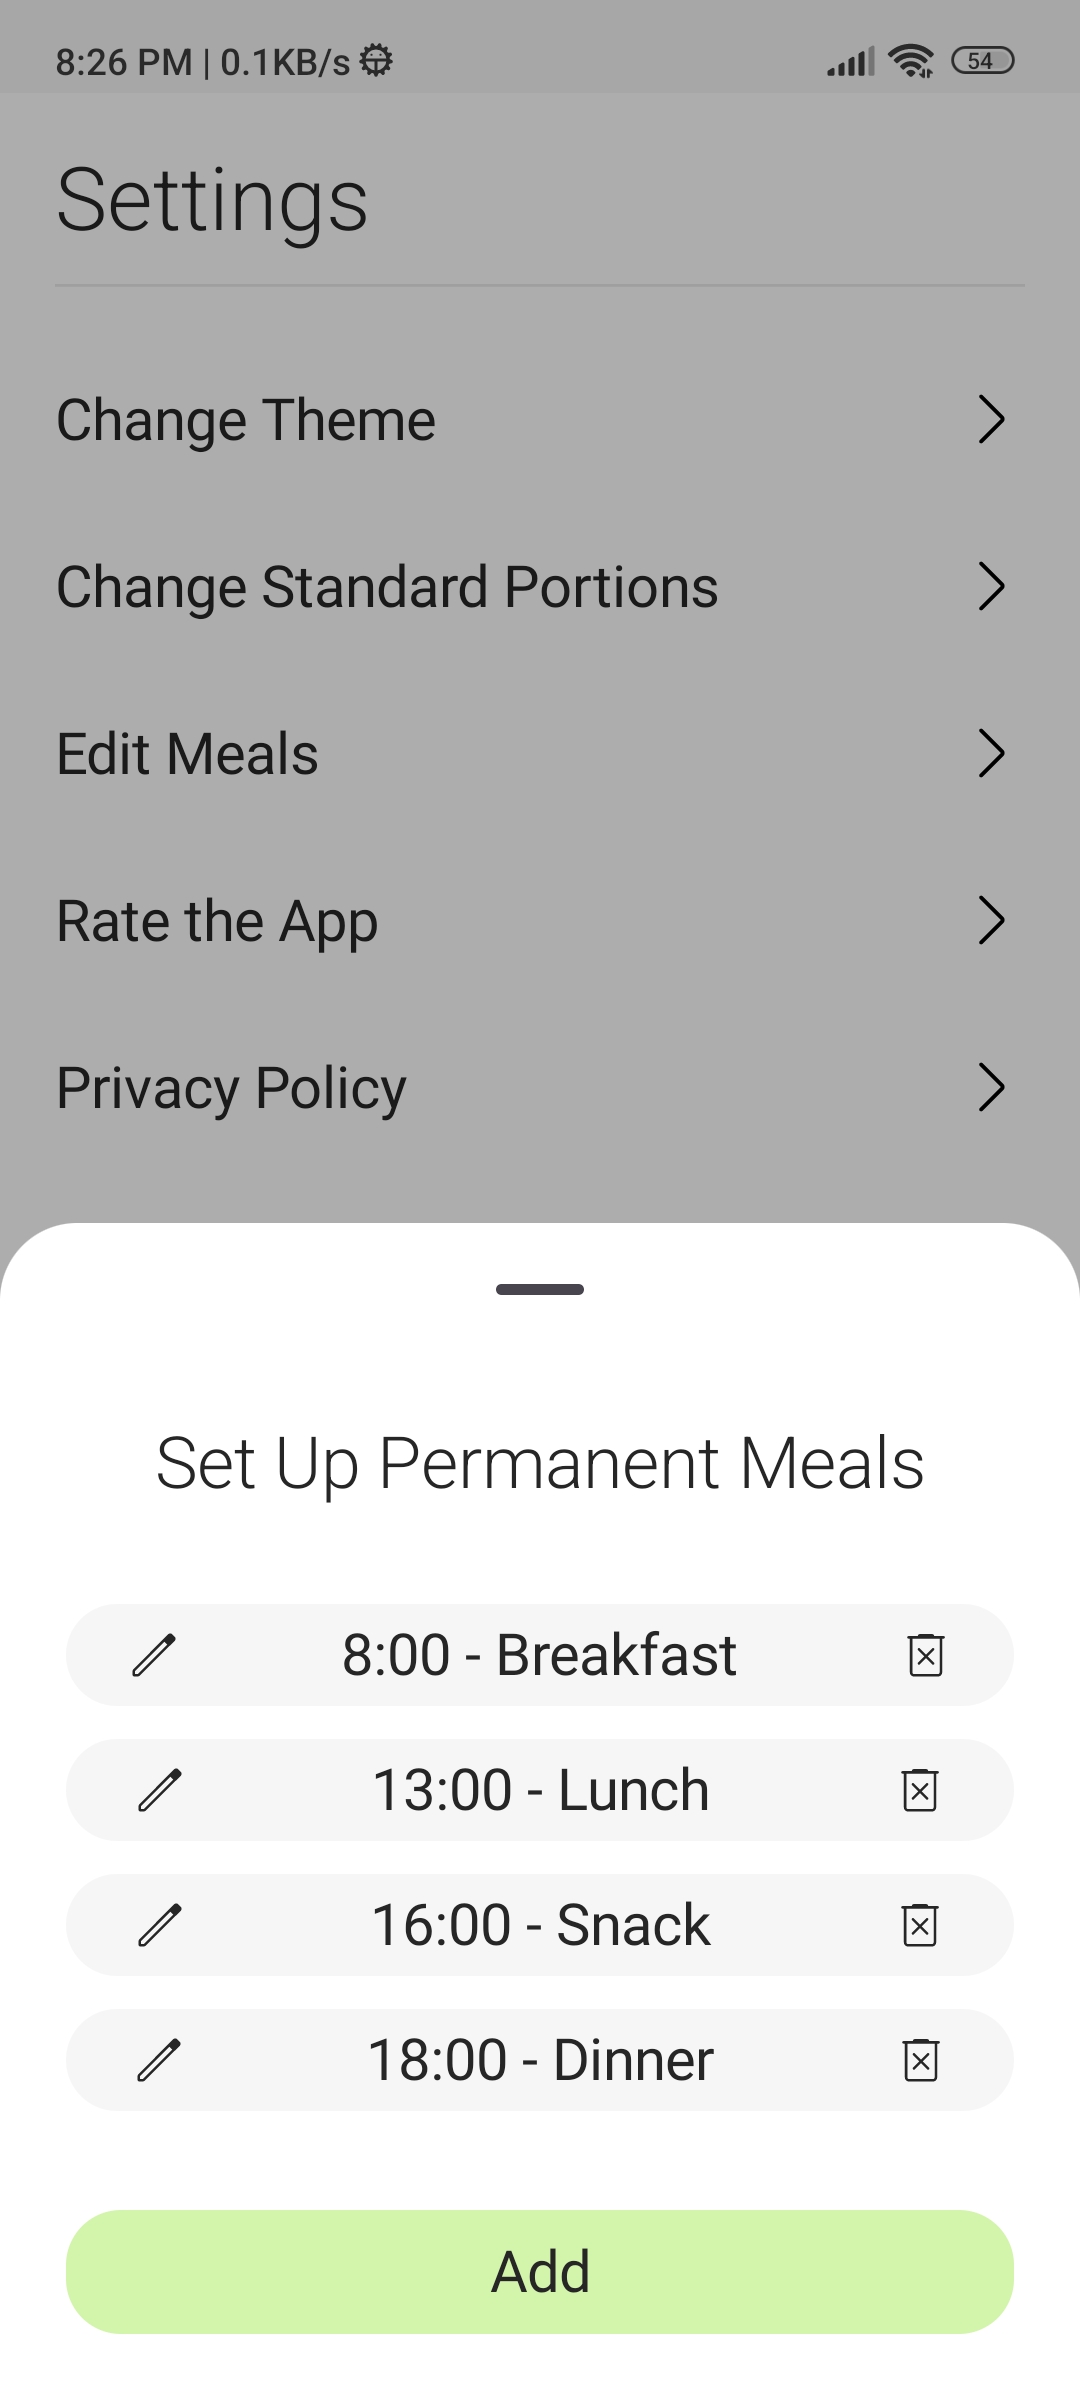 8:26 PM | 0.1KB/s
54
Settings
Change Theme
Change Standard Portions
Edit Meals
Rate the App
Privacy Policy
Set Up Permanent Meals
8:00 - Breakfast
13:00 - Lunch
16:00 - Snack
18:00 - Dinner
Add